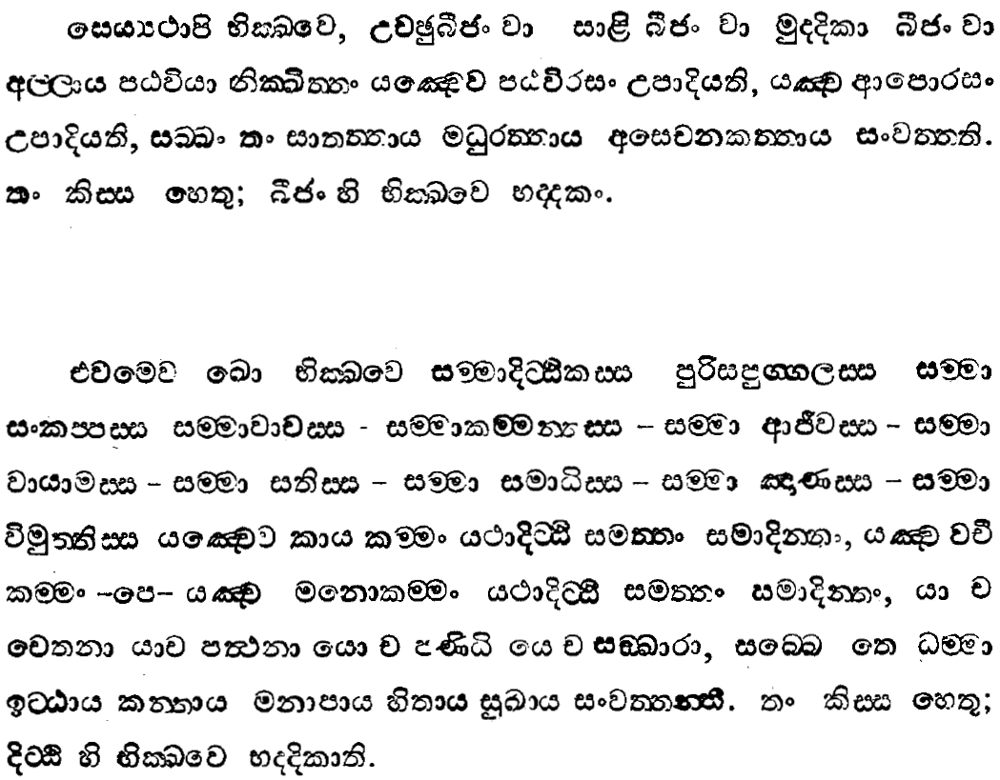 සෙය්‍යථාපි භික්ඛවෙ, උච්ඡුබීජං වා සාළි බීජං වා මුද්දිකා බීජං වා
අල්ලාය පඨවියා නික්ඛිත්තං යඤ්චෙව පඨවිරසං උපාදියති, යඤ්ච ආපොරසං
උපාදියති, සබ්බං තං සාතත්තාය මධුරත්තාය අසෙචනකත්තාය සංවත්තති.
තං කිස්ස හෙතු; බීජං හි භික්ඛවෙ භද්දකං.
එවමෙව ඛො භික්ඛවෙ සම්මාදිට්ඨිකස්ස පුරිසපුග්ගලස්ස සම්මා
සංකප්පස්ස සම්මාවාචස්ස - සම්මාකම්මන්තස්ස – සම්මා ආජීවස්ස – සම්මා
වායාමස්ස – සම්මා සතිස්ස – සම්මා සමාධිස්ස – සම්මා ඤාණස්ස – සම්මා
විමුත්තිස්ස යඤ්චෙව කාය කම්මං යථාදිට්ඨි සමත්තං සමාදින්නං, යඤ්ච වචී
කම්මං –පෙ– යඤ්ච මනොකම්මං යථාදිට්ඨි සමත්තං සමාදින්නං, යා ච
චෙතනා යාච පත්‍ථනා යො ච පණිධි යෙ ච සඞ්ඛාරා, සබ්බෙ තෙ ධම්මා
ඉට්ඨාය කන්තාය මනාපාය හිතාය සුඛාය සංවත්තන්ති. තං කිස්ස හෙතු;
දිට්ඨි හි භික්ඛවෙ භද්දිකාති.